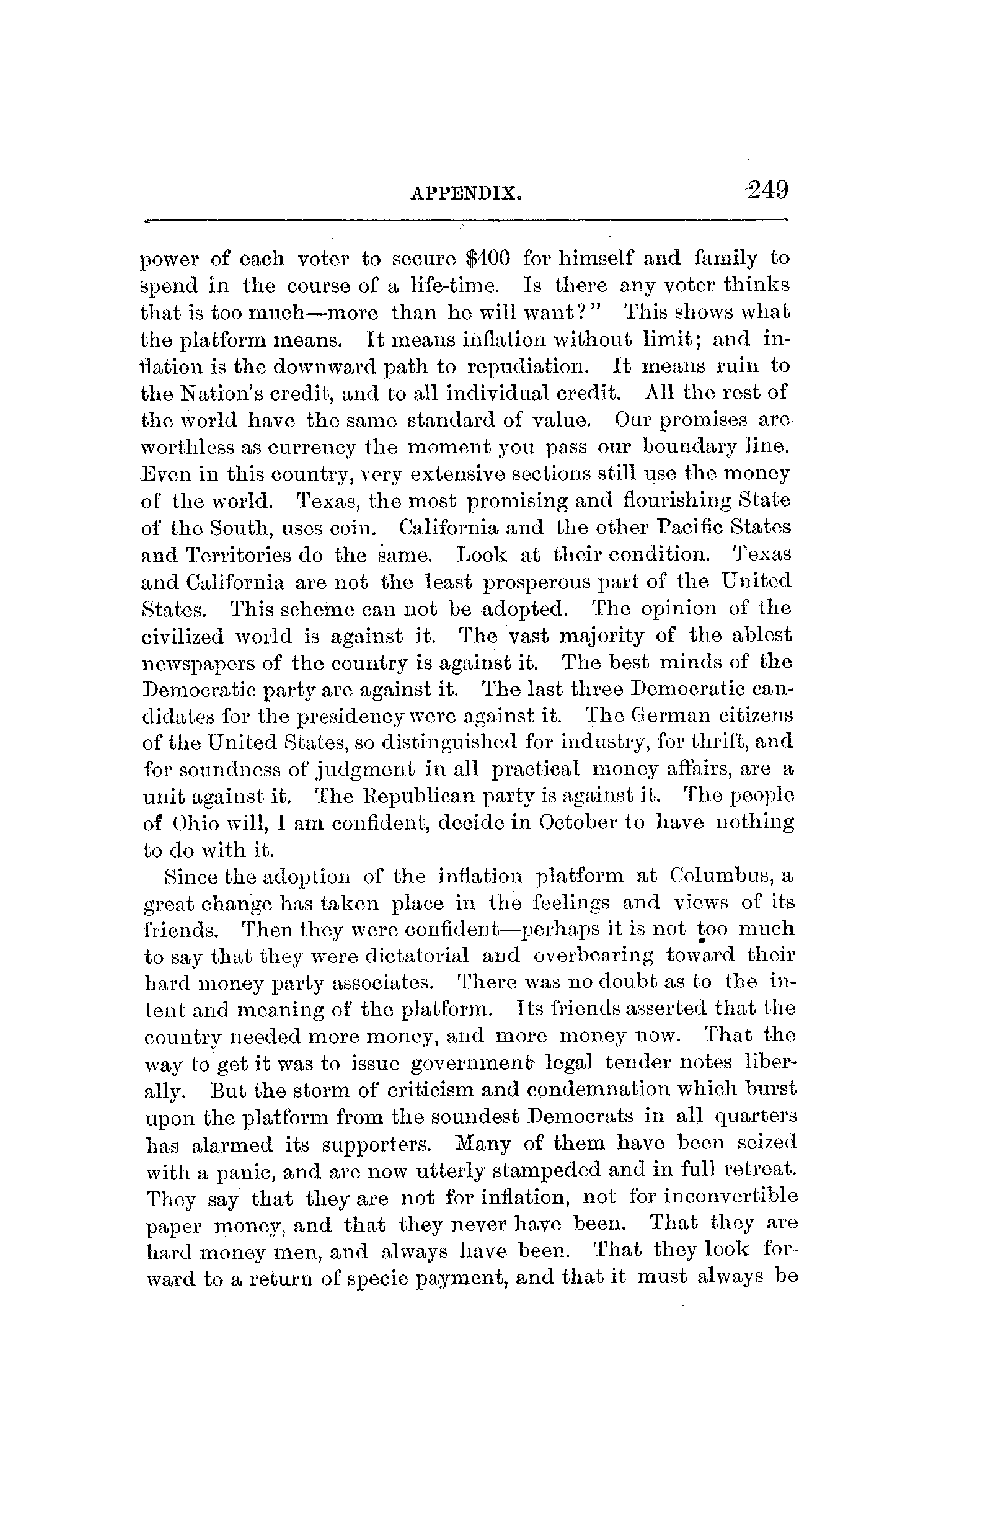 APPENDIX. 249
power of each voter to secure $400 for himself and family to
spend in the course of a life-time. Is there any voter thinks
that is too much—more than he will want?" This shows what
the platform means. It means inflation without limit; and in-
flation is the downward path to repudiation. It means ruin to
the Nation's credit, and to all individual credit. All the rest of
the world have the same standard of value. Our promises are
worthless as currency the moment you pass our boundary line.
Even in this country, very extensive sections still use the money
of the world. Texas, the most promising and flourishing State
of the South, uses coin. California and the other Pacific States
and Territories do the same. Look at their condition. Texas
and California are not the least prosperous part of the United
States. This scheme can not be adopted. The opinion of the
civilized world is against it. The vast majority of the ablest
newspapers of the country is against it. The best minds of the
Democratic party are against it. The last three Democratic can-
didates for the presidency were against it. The German citizens
of the United States, so distinguished for industry, for thrift, and
for soundness of judgment in all practical money affairs, are a
unit against it. The Republican party is against it. The people
of Ohio will, I am confident, decide in October to have nothing
to do with it.
Since the adoption of the inflation platform at Columbus, a
great change has taken place in the feelings and views of its
friends. Then they were confident—perhaps it is not too much
to say that they were dictatorial and overbearing toward their
hard money party associates. There was no doubt as to the in-
tent and meaning of the platform. Its friends asserted that the
country needed more money, and more money now. That the
way to get it was to issue government legal tender notes liber-
ally. But the storm of criticism and condemnation which burst
upon the platform from the soundest Democrats in all quarters
has alarmed its supporters. Many of them have been seized
with a panic, and are now utterly stampeded and in full retreat.
They say that they are not for inflation, not for inconvertible
paper money, and that they never have been. That they are
hard money men, and always have been. That they look for-
ward to a return of specie payment, and that it must always be